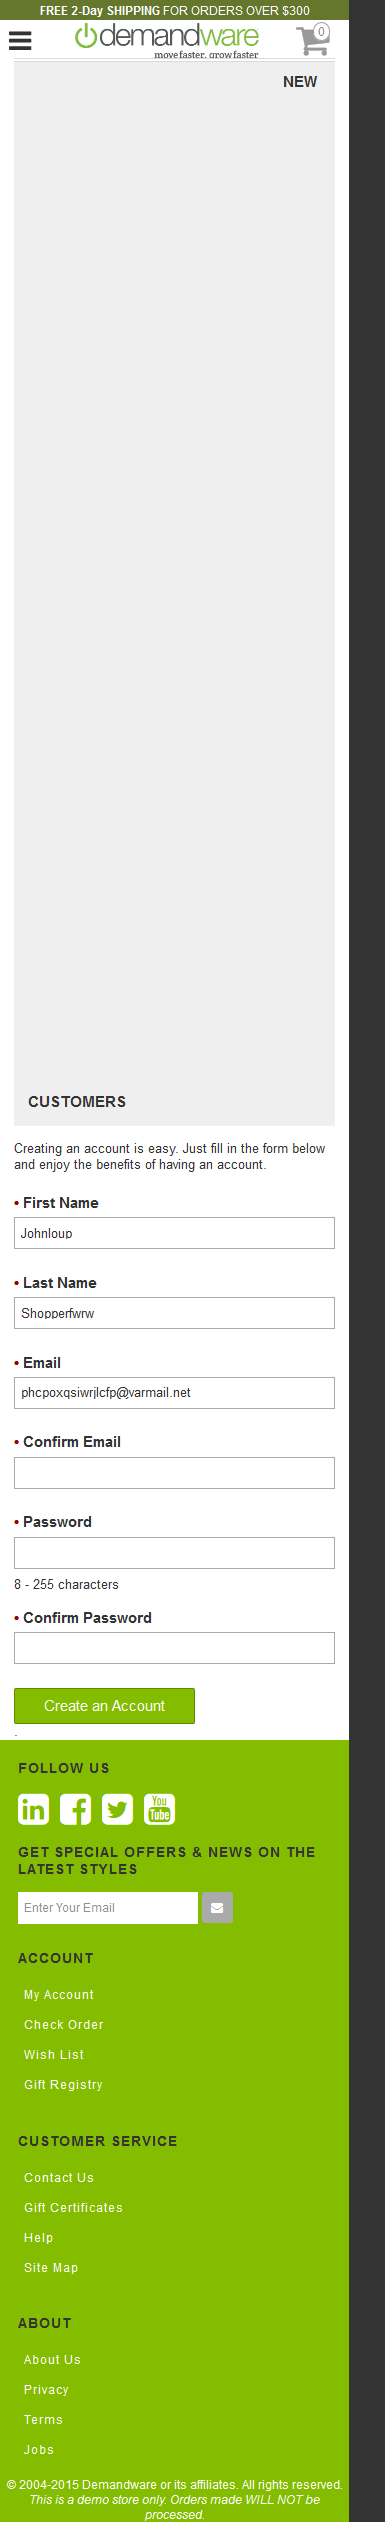 FREE 2-Day SHIPPING FOR ORDERS OVER $300
demandware
0
move faster. grow faster
NEW
CUSTOMERS
Creating an account is easy. Just fill in the form below
and enjoy the benefits of having an account.
• First Name
Johnloup
• Last Name
Shopperfwrw
• Email
phcpoxqsiwrjlcfp@varmail.net
• Confirm Email
• Password
8 - 255 characters
• Confirm Password
Create an Account
.
FOLLOW US
in f You Tube
GET SPECIAL OFFERS & NEWS ON THE
LATEST STYLES
Enter Your Email
ACCOUNT
My Account
Check Order
Wish List
Gift Registry
CUSTOMER SERVICE
Contact Us
Gift Certificates
Help
Site Map
ABOUT
About Us
Privacy
Terms
Jobs
© 2004-2015 Demandware or its affiliates. All rights reserved.
This is a demo store only. Orders made WILL NOT be
processed.